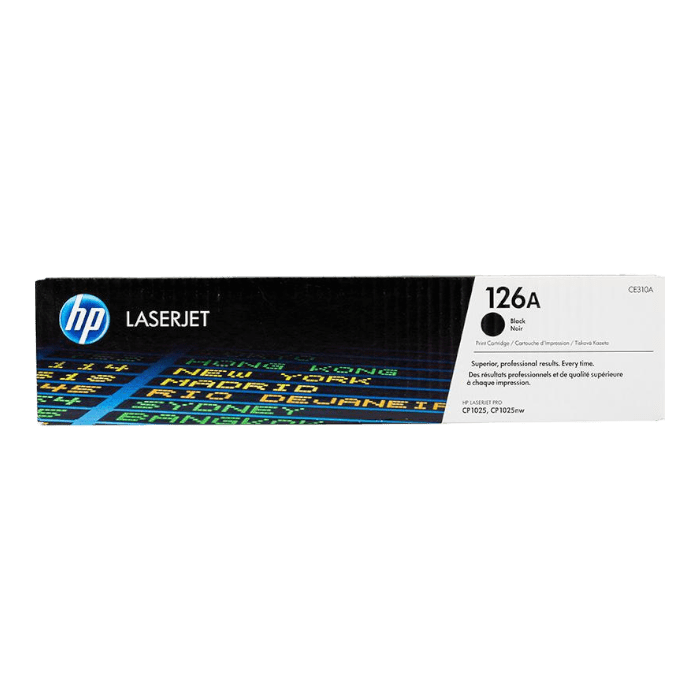 hp
LASERJET
HONG KONG
NEW YORK
MADRID
RIO DEJANEIR
SYDNEY
BANGKOK
145
126A
CE310A
Black
Noir
Print Cartridge / Cartouche d'impression / Tisková Kazeta
Superior, professional results. Every time.
Des résultats professionnels et de qualité supérieure
à chaque impression.
HP LASERJET PRO
CP1025, CP1025nw